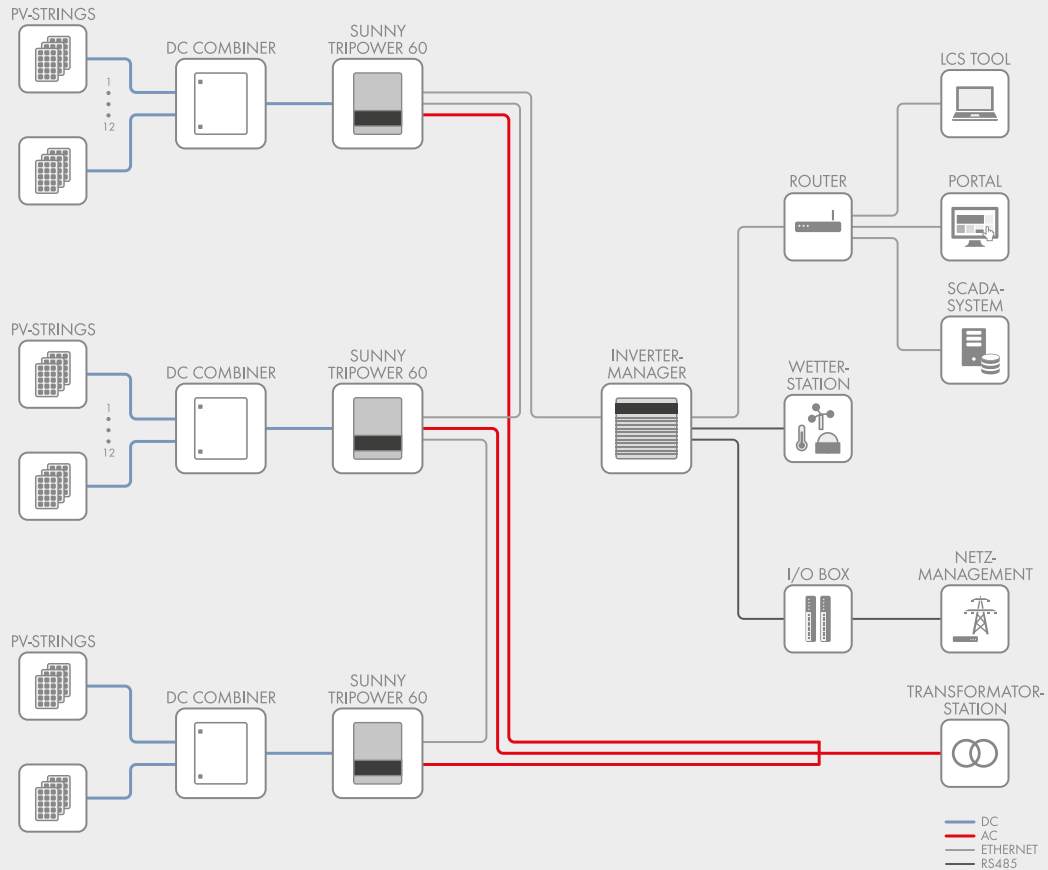 PV-STRINGS
DC COMBINER
SUNNY
TRIPOWER 60
1
12
LCS TOOL
ROUTER
PORTAL
SCADA-
SYSTEM
PV-STRINGS
DC COMBINER
SUNNY
TRIPOWER 60
1
12
INVERTER-
MANAGER
WETTER-
STATION
I/O BOX
NETZ-
MANAGEMENT
PV-STRINGS
DC COMBINER
SUNNY
TRIPOWER 60
TRANSFORMATOR-
STATION
DC
AC
ETHERNET
RS485